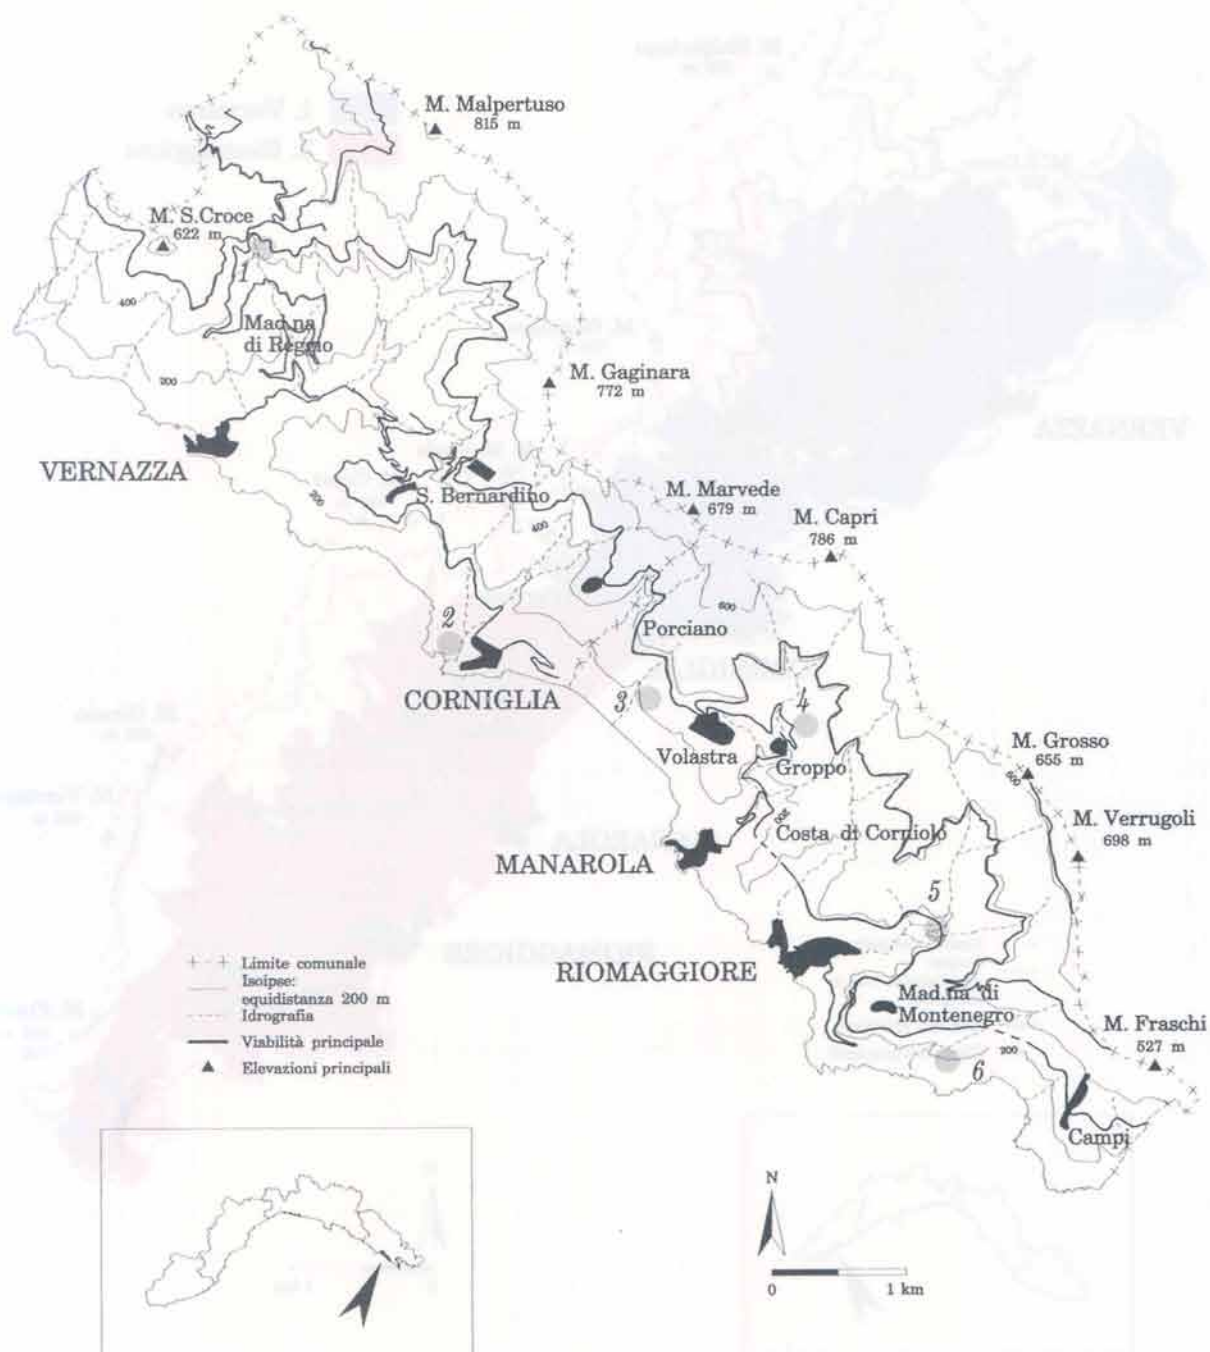 M. Malpertuso
815 m
M. S.Croce
622 m
1
400
Mad.na
di Reggio
200
M. Gaginara
772 m
VERNAZZA
200
S. Bernardino
400
M. Marvede
679 m
M. Capri
786 m
600
2
Porciano
CORNIGLIA
3
4
Volastra
Groppo
M. Grosso
655 m
600
200
Costa di Corniolo
M. Verrugoli
698 m
MANAROLA
5
RIOMAGGIORE
Mad.na di
Montenegro
M. Fraschi
527 m
200
6
Campi
Limite comunale
Isoipse:
equidistanza 200 m
Idrografia
Viabilità principale
Elevazioni principali
N
0 1 km